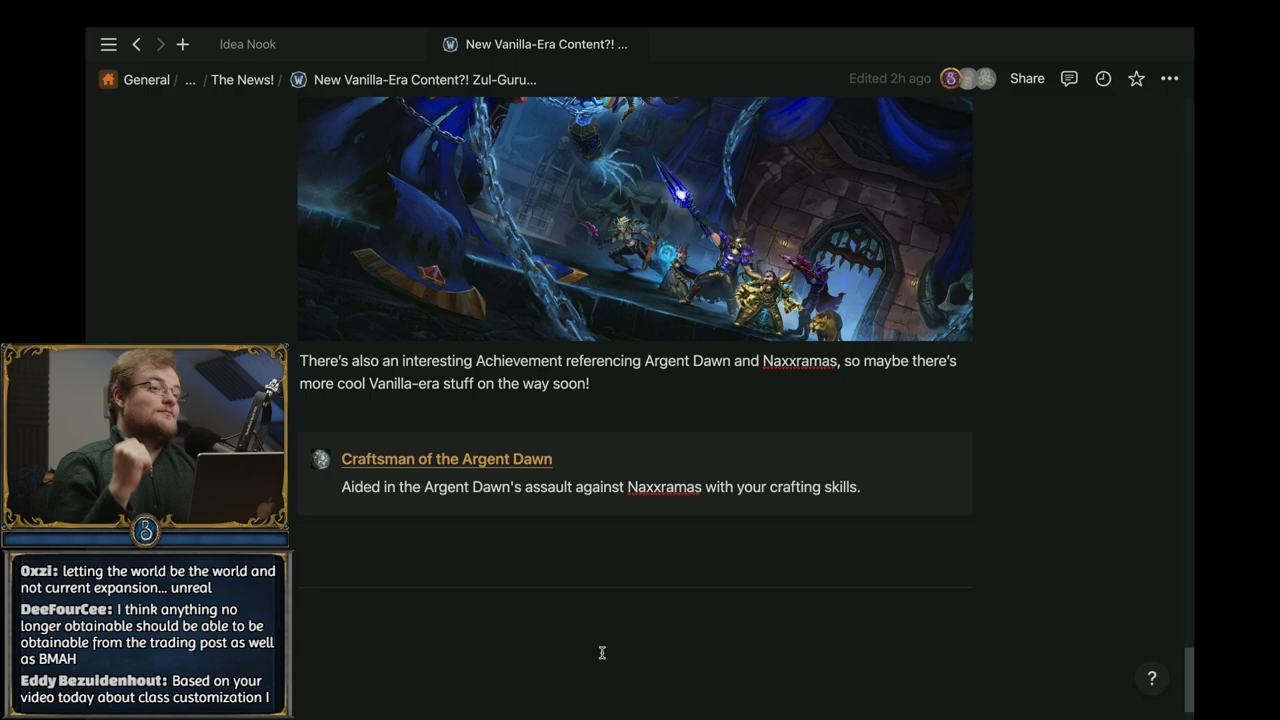 Idea Nook
New Vanilla-Era Content?! ...
General / ... / The News! / New Vanilla-Era Content?! Zul-Guru...
Edited 2h ago
Share
There's also an interesting Achievement referencing Argent Dawn and Naxxramas, so maybe there's
more cool Vanilla-era stuff on the way soon!
Craftsman of the Argent Dawn
Aided in the Argent Dawn's assault against Naxxramas with your crafting skills.
Oxzi: letting the world be the world and
not current expansion... unreal
DeeFourCee: I think anything no
longer obtainable should be able to be
obtainable from the trading post as well
as BMAH
Eddy Bezuidenhout: Based on your
video today about class customization I
?